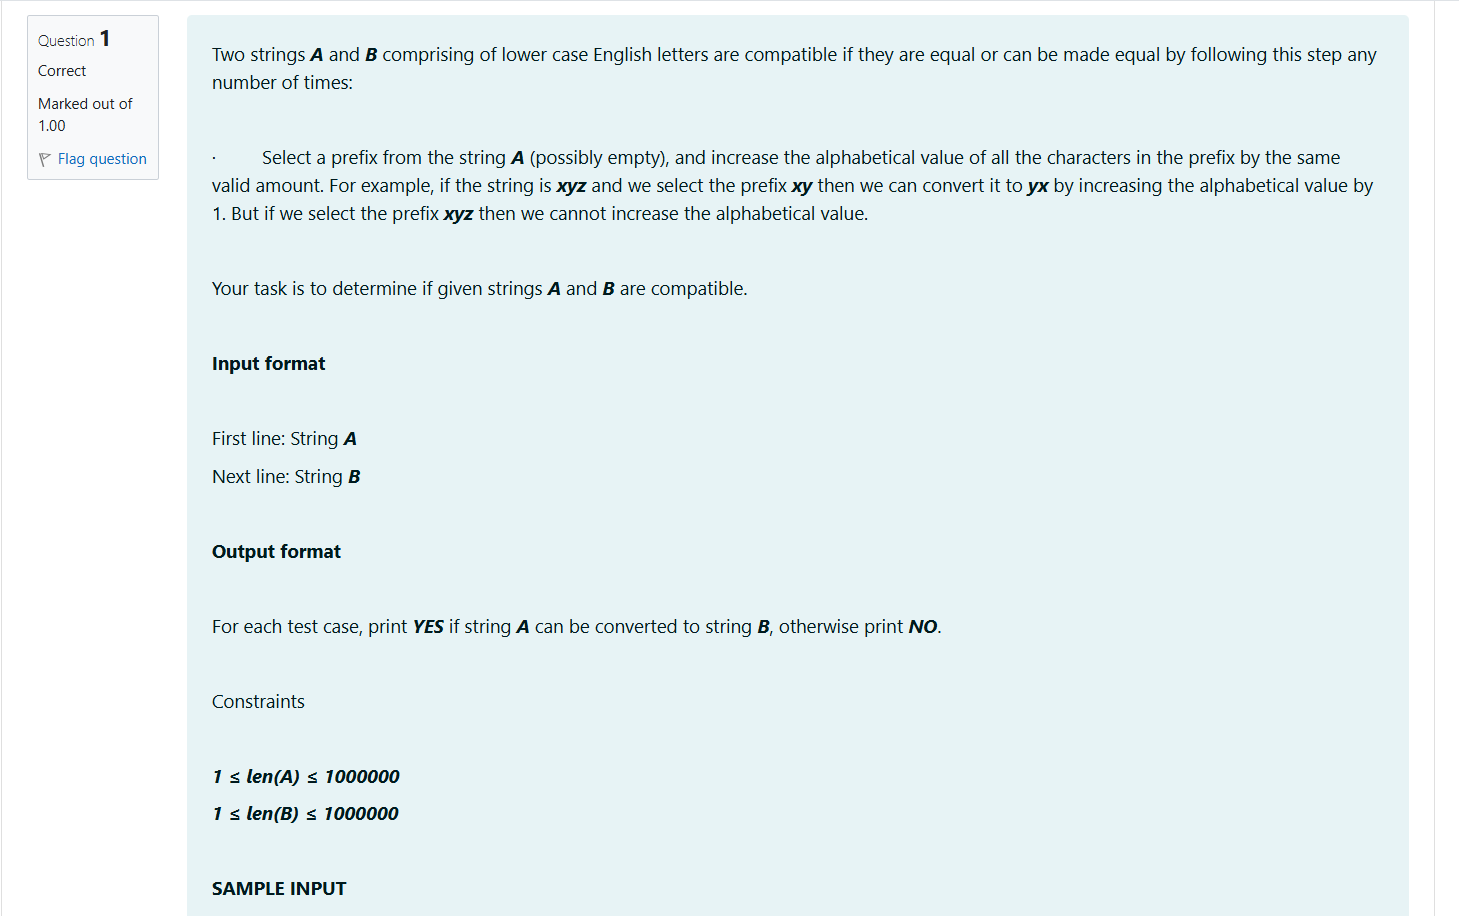 Question 1
Correct
Marked out of
1.00
Flag question
Two strings A and B comprising of lower case English letters are compatible if they are equal or can be made equal by following this step any
number of times:
· Select a prefix from the string A (possibly empty), and increase the alphabetical value of all the characters in the prefix by the same
valid amount. For example, if the string is xyz and we select the prefix xy then we can convert it to yx by increasing the alphabetical value by
1. But if we select the prefix xyz then we cannot increase the alphabetical value.
Your task is to determine if given strings A and B are compatible.
Input format
First line: String A
Next line: String B
Output format
For each test case, print YES if string A can be converted to string B, otherwise print NO.
Constraints
1 ≤ len(A) ≤ 1000000
1 ≤ len(B) ≤ 1000000
SAMPLE INPUT